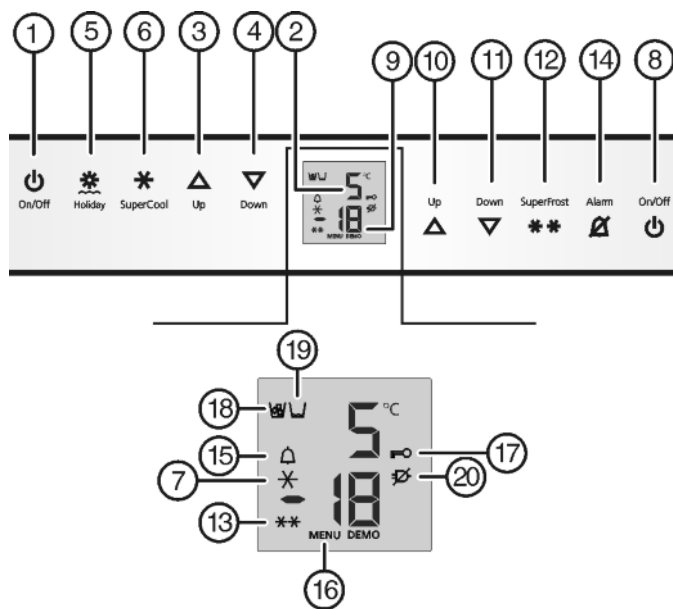 1 5 6 3 4 2 9 10 11 12 14 8
On/Off Holiday SuperCool Up Down
5 °C
18
MENU DEMO
Up Down SuperFrost Alarm On/Off
19
18
5 °C
15
17
7
20
18
13
MENU DEMO
16